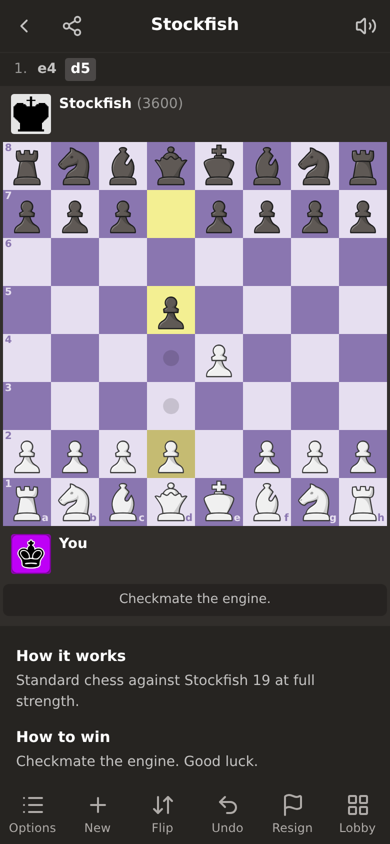 Stockfish
1. e4 d5
Stockfish (3600)
8
7
6
5
4
3
2
1
a b c d e f g h
You
Checkmate the engine.
How it works
Standard chess against Stockfish 19 at full
strength.
How to win
Checkmate the engine. Good luck.
Options New Flip Undo Resign Lobby